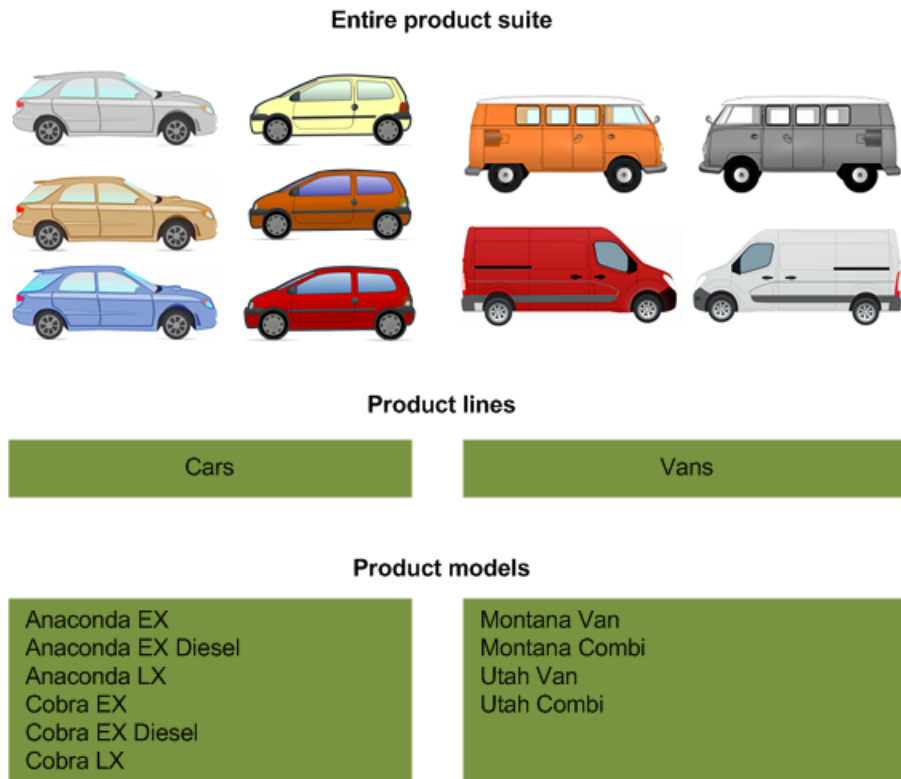 Entire product suite
Product lines
Cars
Vans
Product models
Anaconda EX
Anaconda EX Diesel
Anaconda LX
Cobra EX
Cobra EX Diesel
Cobra LX
Montana Van
Montana Combi
Utah Van
Utah Combi